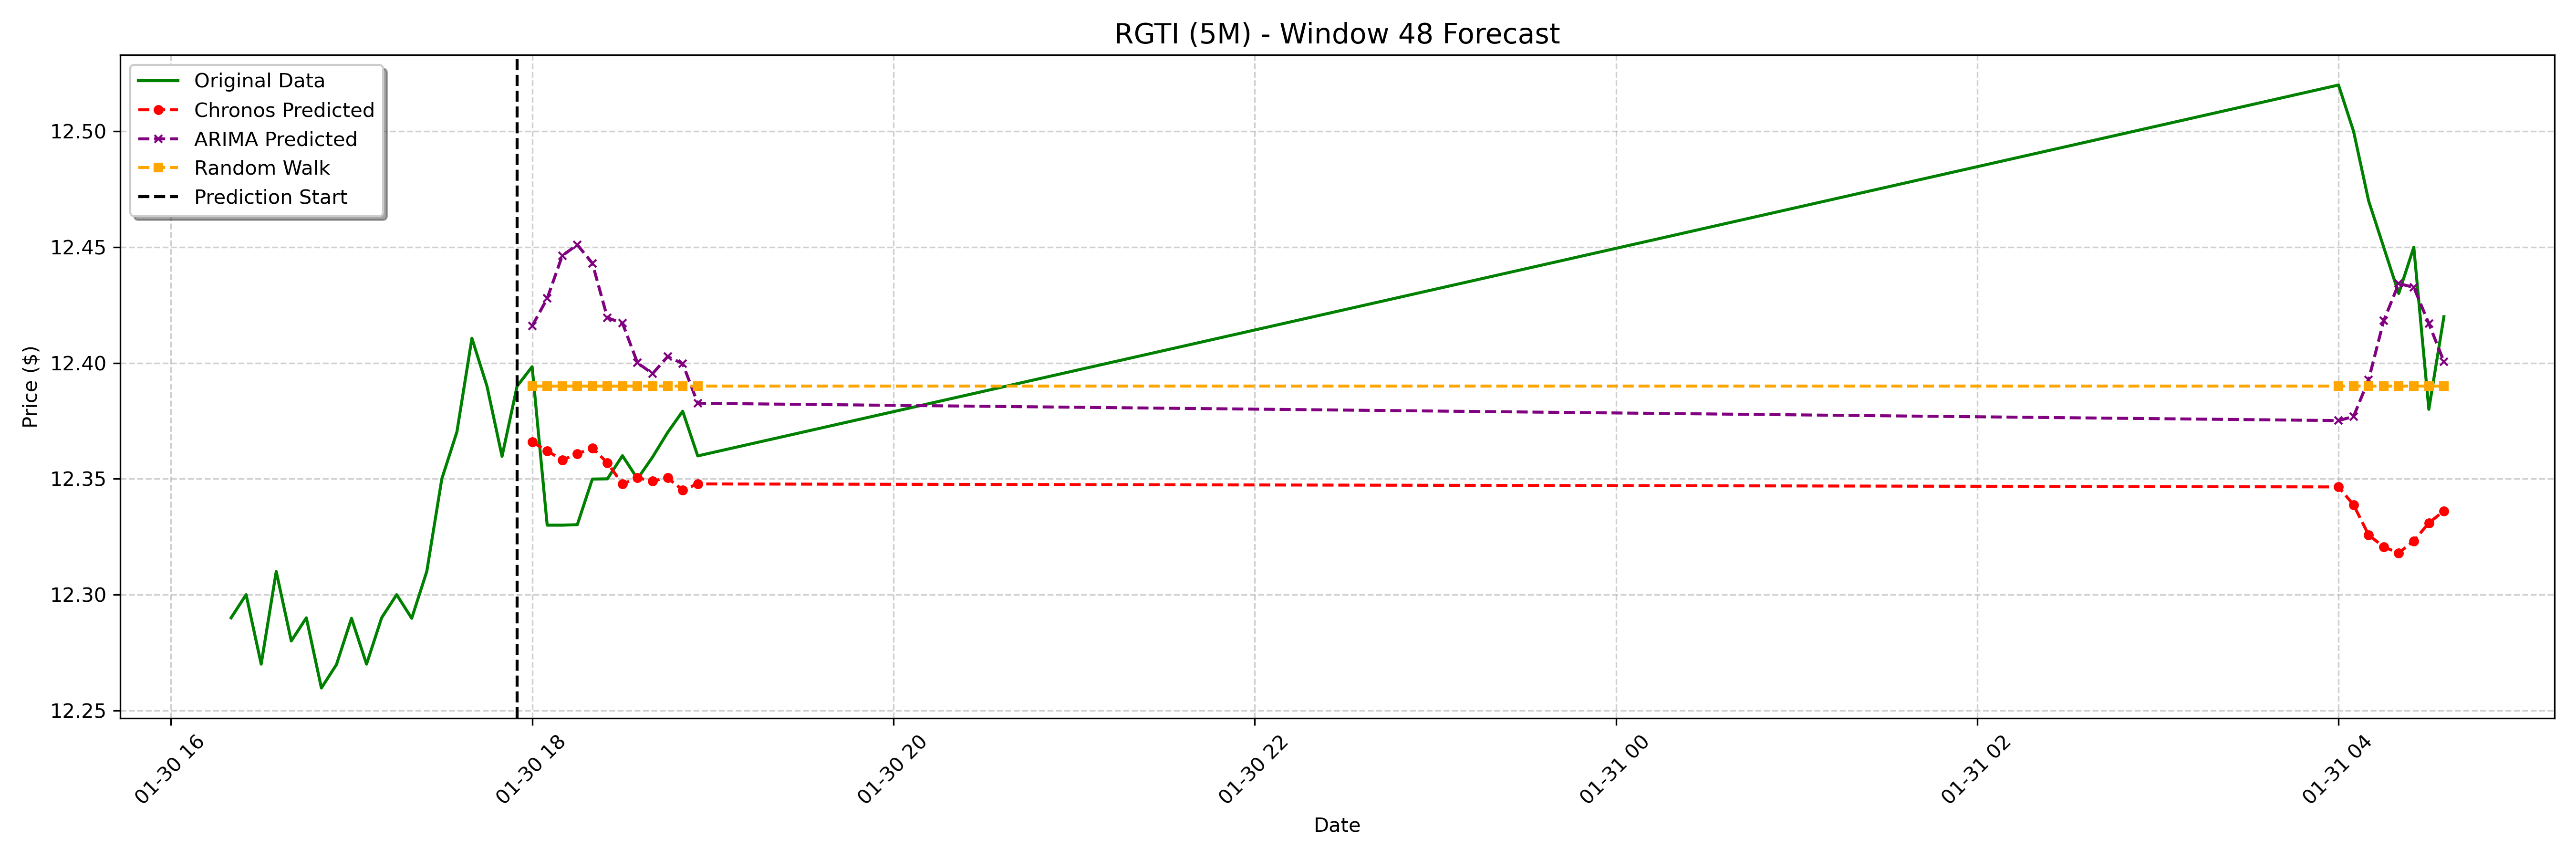 RGTI (5M) - Window 48 Forecast
Original Data
Chronos Predicted
ARIMA Predicted
Random Walk
Prediction Start
Price ($)
12.50
12.45
12.40
12.35
12.30
12.25
01-30 16
01-30 18
01-30 20
01-30 22
01-31 00
01-31 02
01-31 04
Date